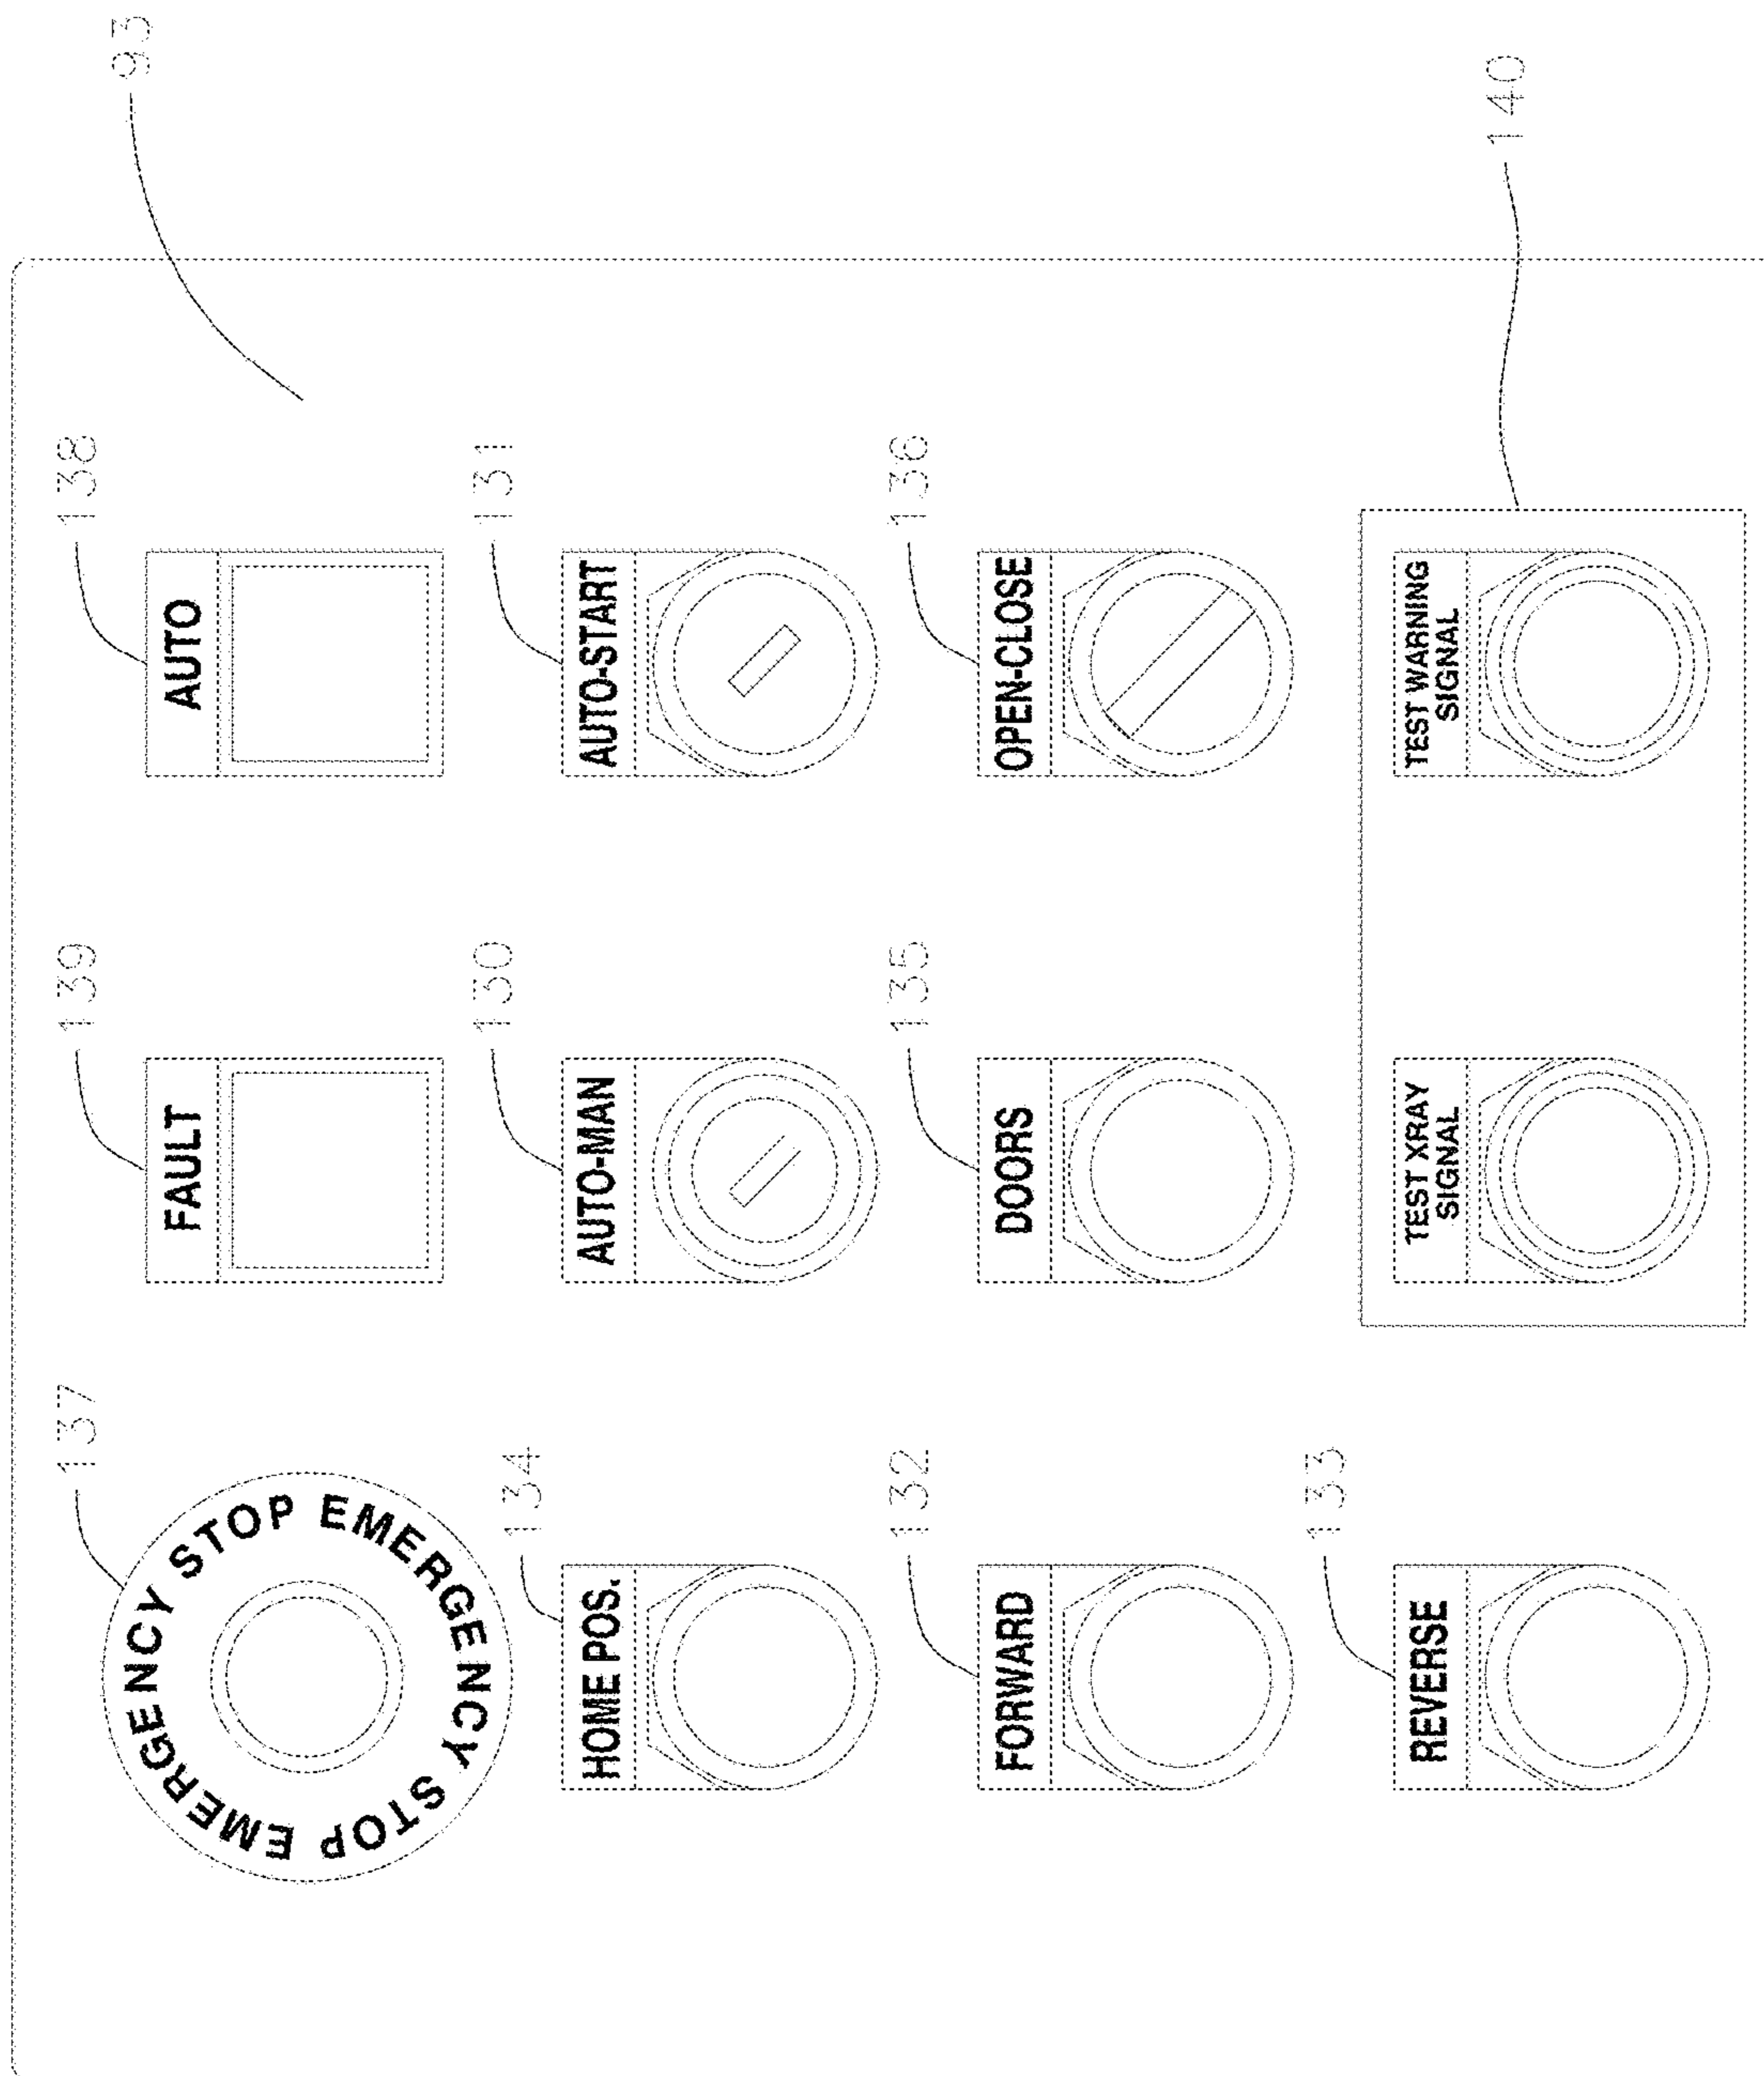 137
139
138
93
EMERGENCY STOP EMERGENCY STOP
FAULT
AUTO
134
130
131
HOME POS.
AUTO-MAN
AUTO-START
132
135
136
FORWARD
DOORS
OPEN-CLOSE
133
140
REVERSE
TEST XRAY
SIGNAL
TEST WARNING
SIGNAL